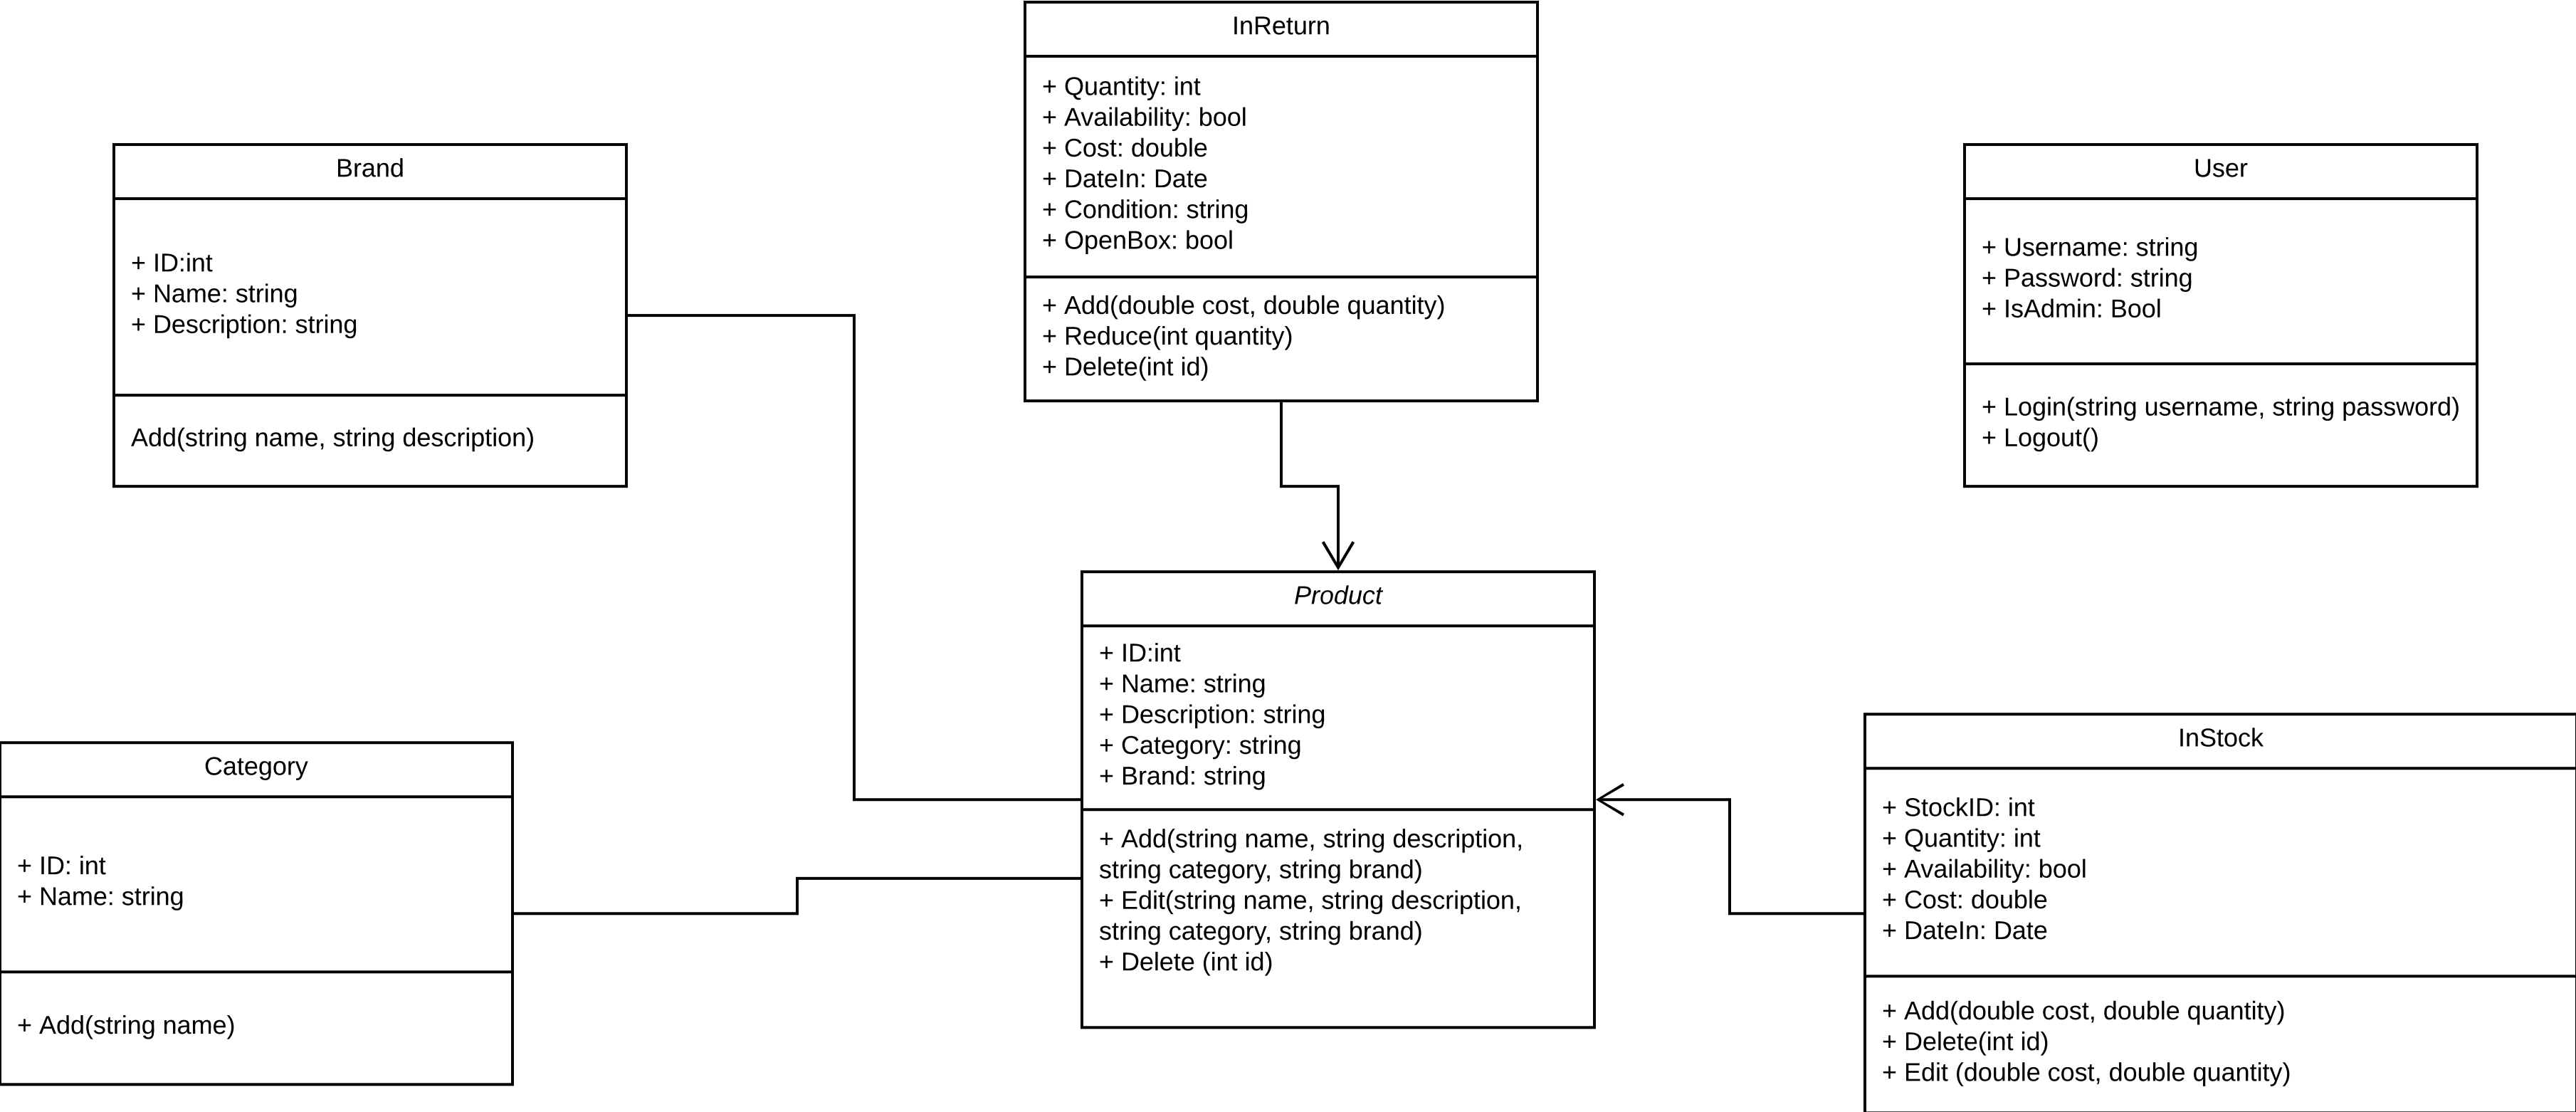 InReturn
+ Quantity: int
+ Availability: bool
+ Cost: double
+ DateIn: Date
+ Condition: string
+ OpenBox: bool
+ Add(double cost, double quantity)
+ Reduce(int quantity)
+ Delete(int id)
Brand
+ ID:int
+ Name: string
+ Description: string
Add(string name, string description)
User
+ Username: string
+ Password: string
+ IsAdmin: Bool
+ Login(string username, string password)
+ Logout()
Product
+ ID:int
+ Name: string
+ Description: string
+ Category: string
+ Brand: string
+ Add(string name, string description,
string category, string brand)
+ Edit(string name, string description,
string category, string brand)
+ Delete (int id)
Category
+ ID: int
+ Name: string
+ Add(string name)
InStock
+ StockID: int
+ Quantity: int
+ Availability: bool
+ Cost: double
+ DateIn: Date
+ Add(double cost, double quantity)
+ Delete(int id)
+ Edit (double cost, double quantity)